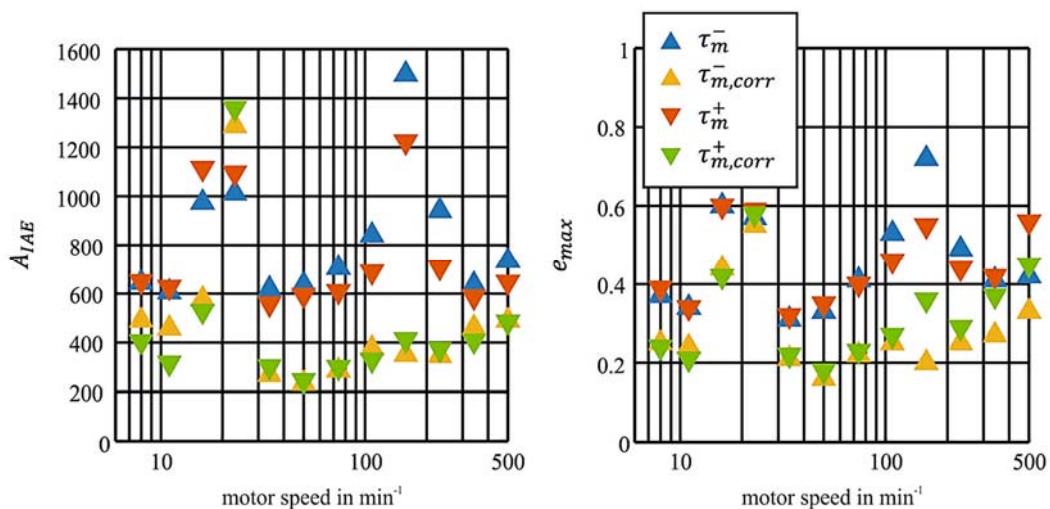 1600
1400
1200
1000
800
600
400
200
0
A_IAE
10
100
500
motor speed in min⁻¹
1
0.8
0.6
0.4
0.2
0
e_max
10
100
500
motor speed in min⁻¹
τ_m^-
τ_{m,corr}^-
τ_m^+
τ_{m,corr}^+